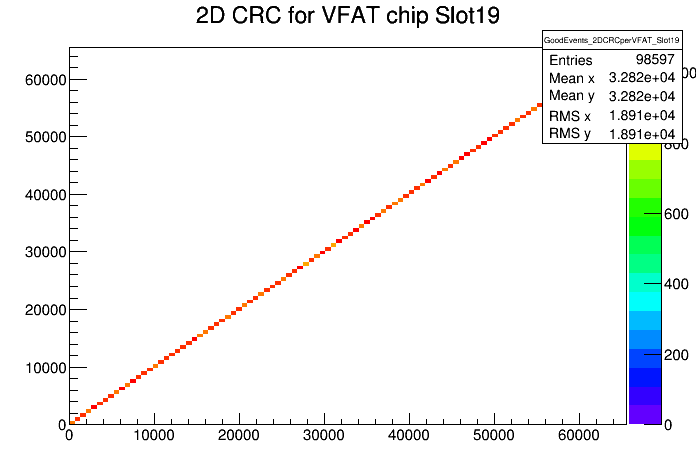 2D CRC for VFAT chip Slot19
GoodEvents_2DCRCperVFAT_Slot19
Entries 98597
Mean x 3.282e+04
Mean y 3.282e+04
RMS x 1.891e+04
RMS y 1.891e+04
60000
50000
40000
30000
20000
10000
0
0 10000 20000 30000 40000 50000 60000
800
600
400
200
0